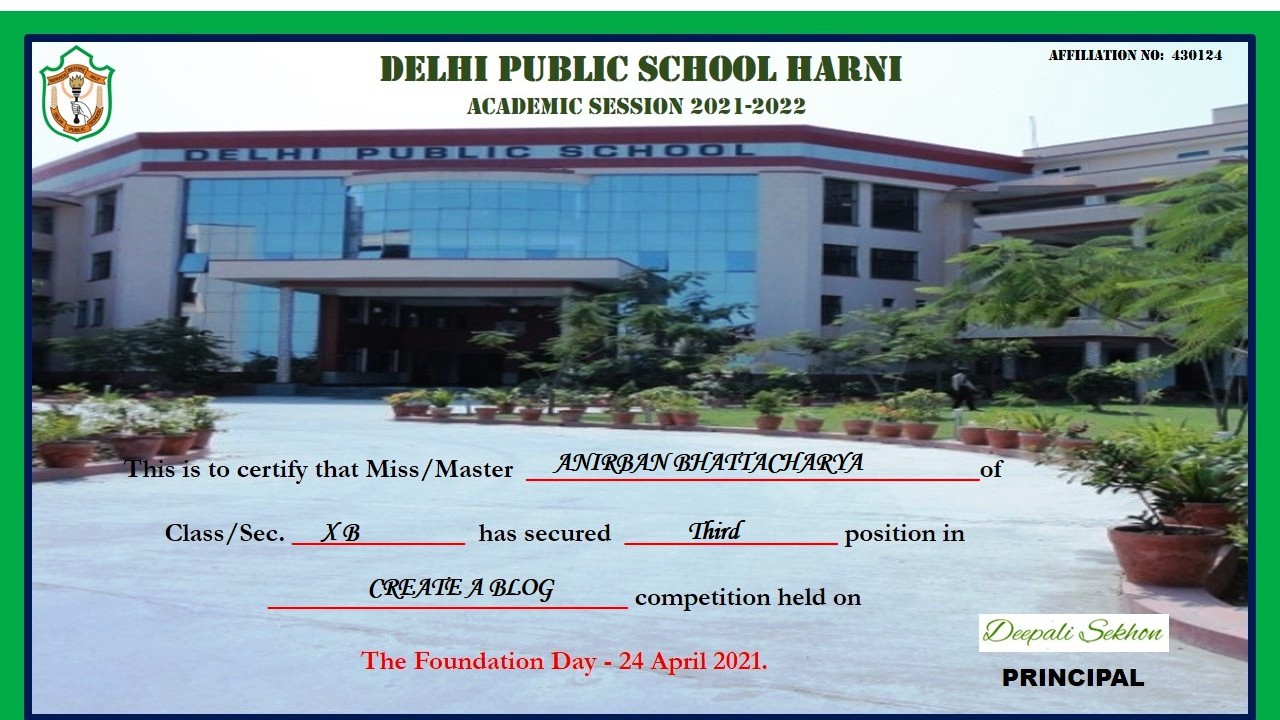 DELHI PUBLIC SCHOOL HARNI
AFFILIATION NO: 430124
ACADEMIC SESSION 2021-2022
DELHI PUBLIC SCHOOL
This is to certify that Miss/Master ANIRBAN BHATTACHARYA of
Class/Sec. X B has secured Third position in
CREATE A BLOG competition held on
The Foundation Day - 24 April 2021.
Deepali Sekhon
PRINCIPAL